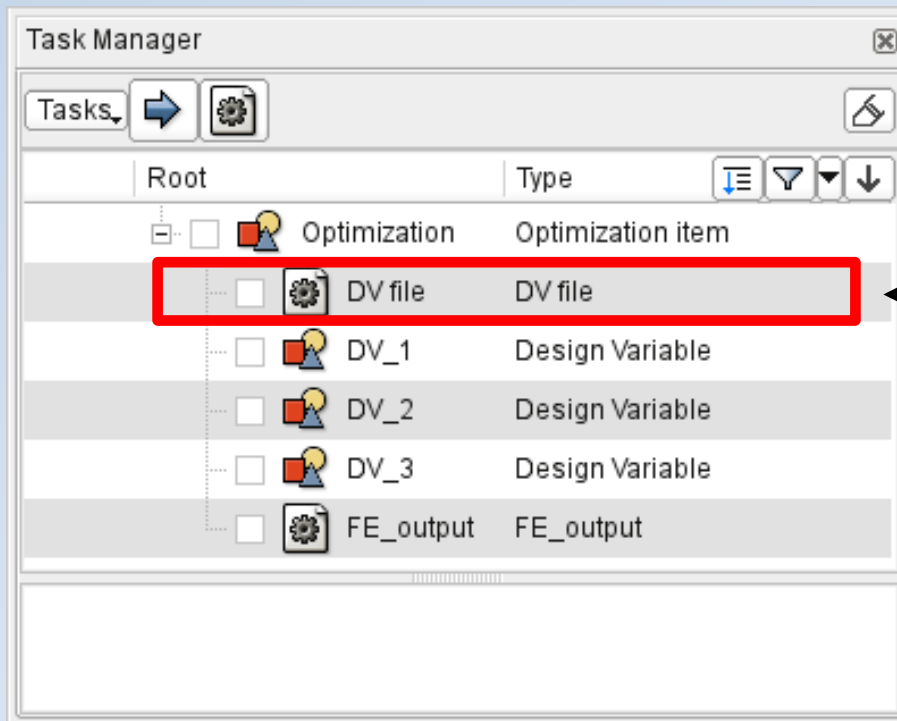 Task Manager
Tasks
Root Type
Optimization Optimization item
DV file DV file
DV_1 Design Variable
DV_2 Design Variable
DV_3 Design Variable
FE_output FE_output